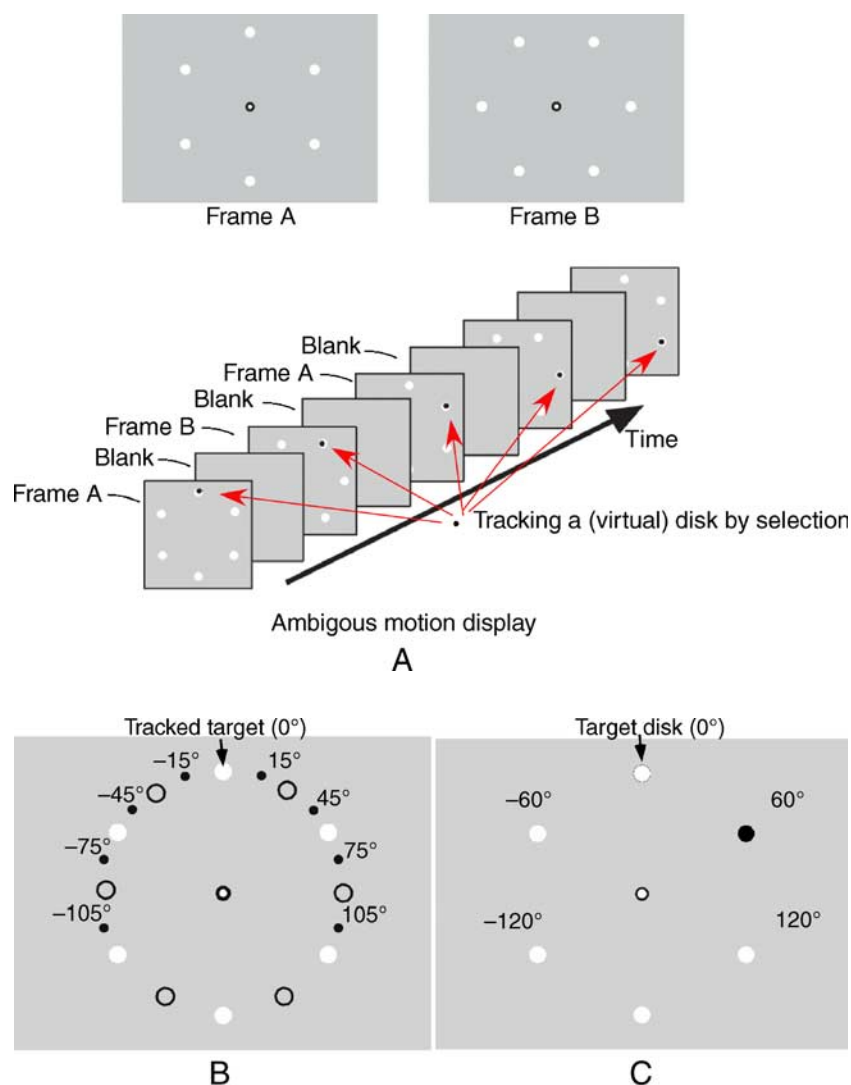 Frame A
Frame B
Blank
Frame A
Blank
Frame B
Blank
Frame A
Time
Tracking a (virtual) disk by selection
Ambigous motion display
A
Tracked target (0°)
–15°
15°
–45°
45°
–75°
75°
–105°
105°
B
Target disk (0°)
–60°
60°
–120°
120°
C